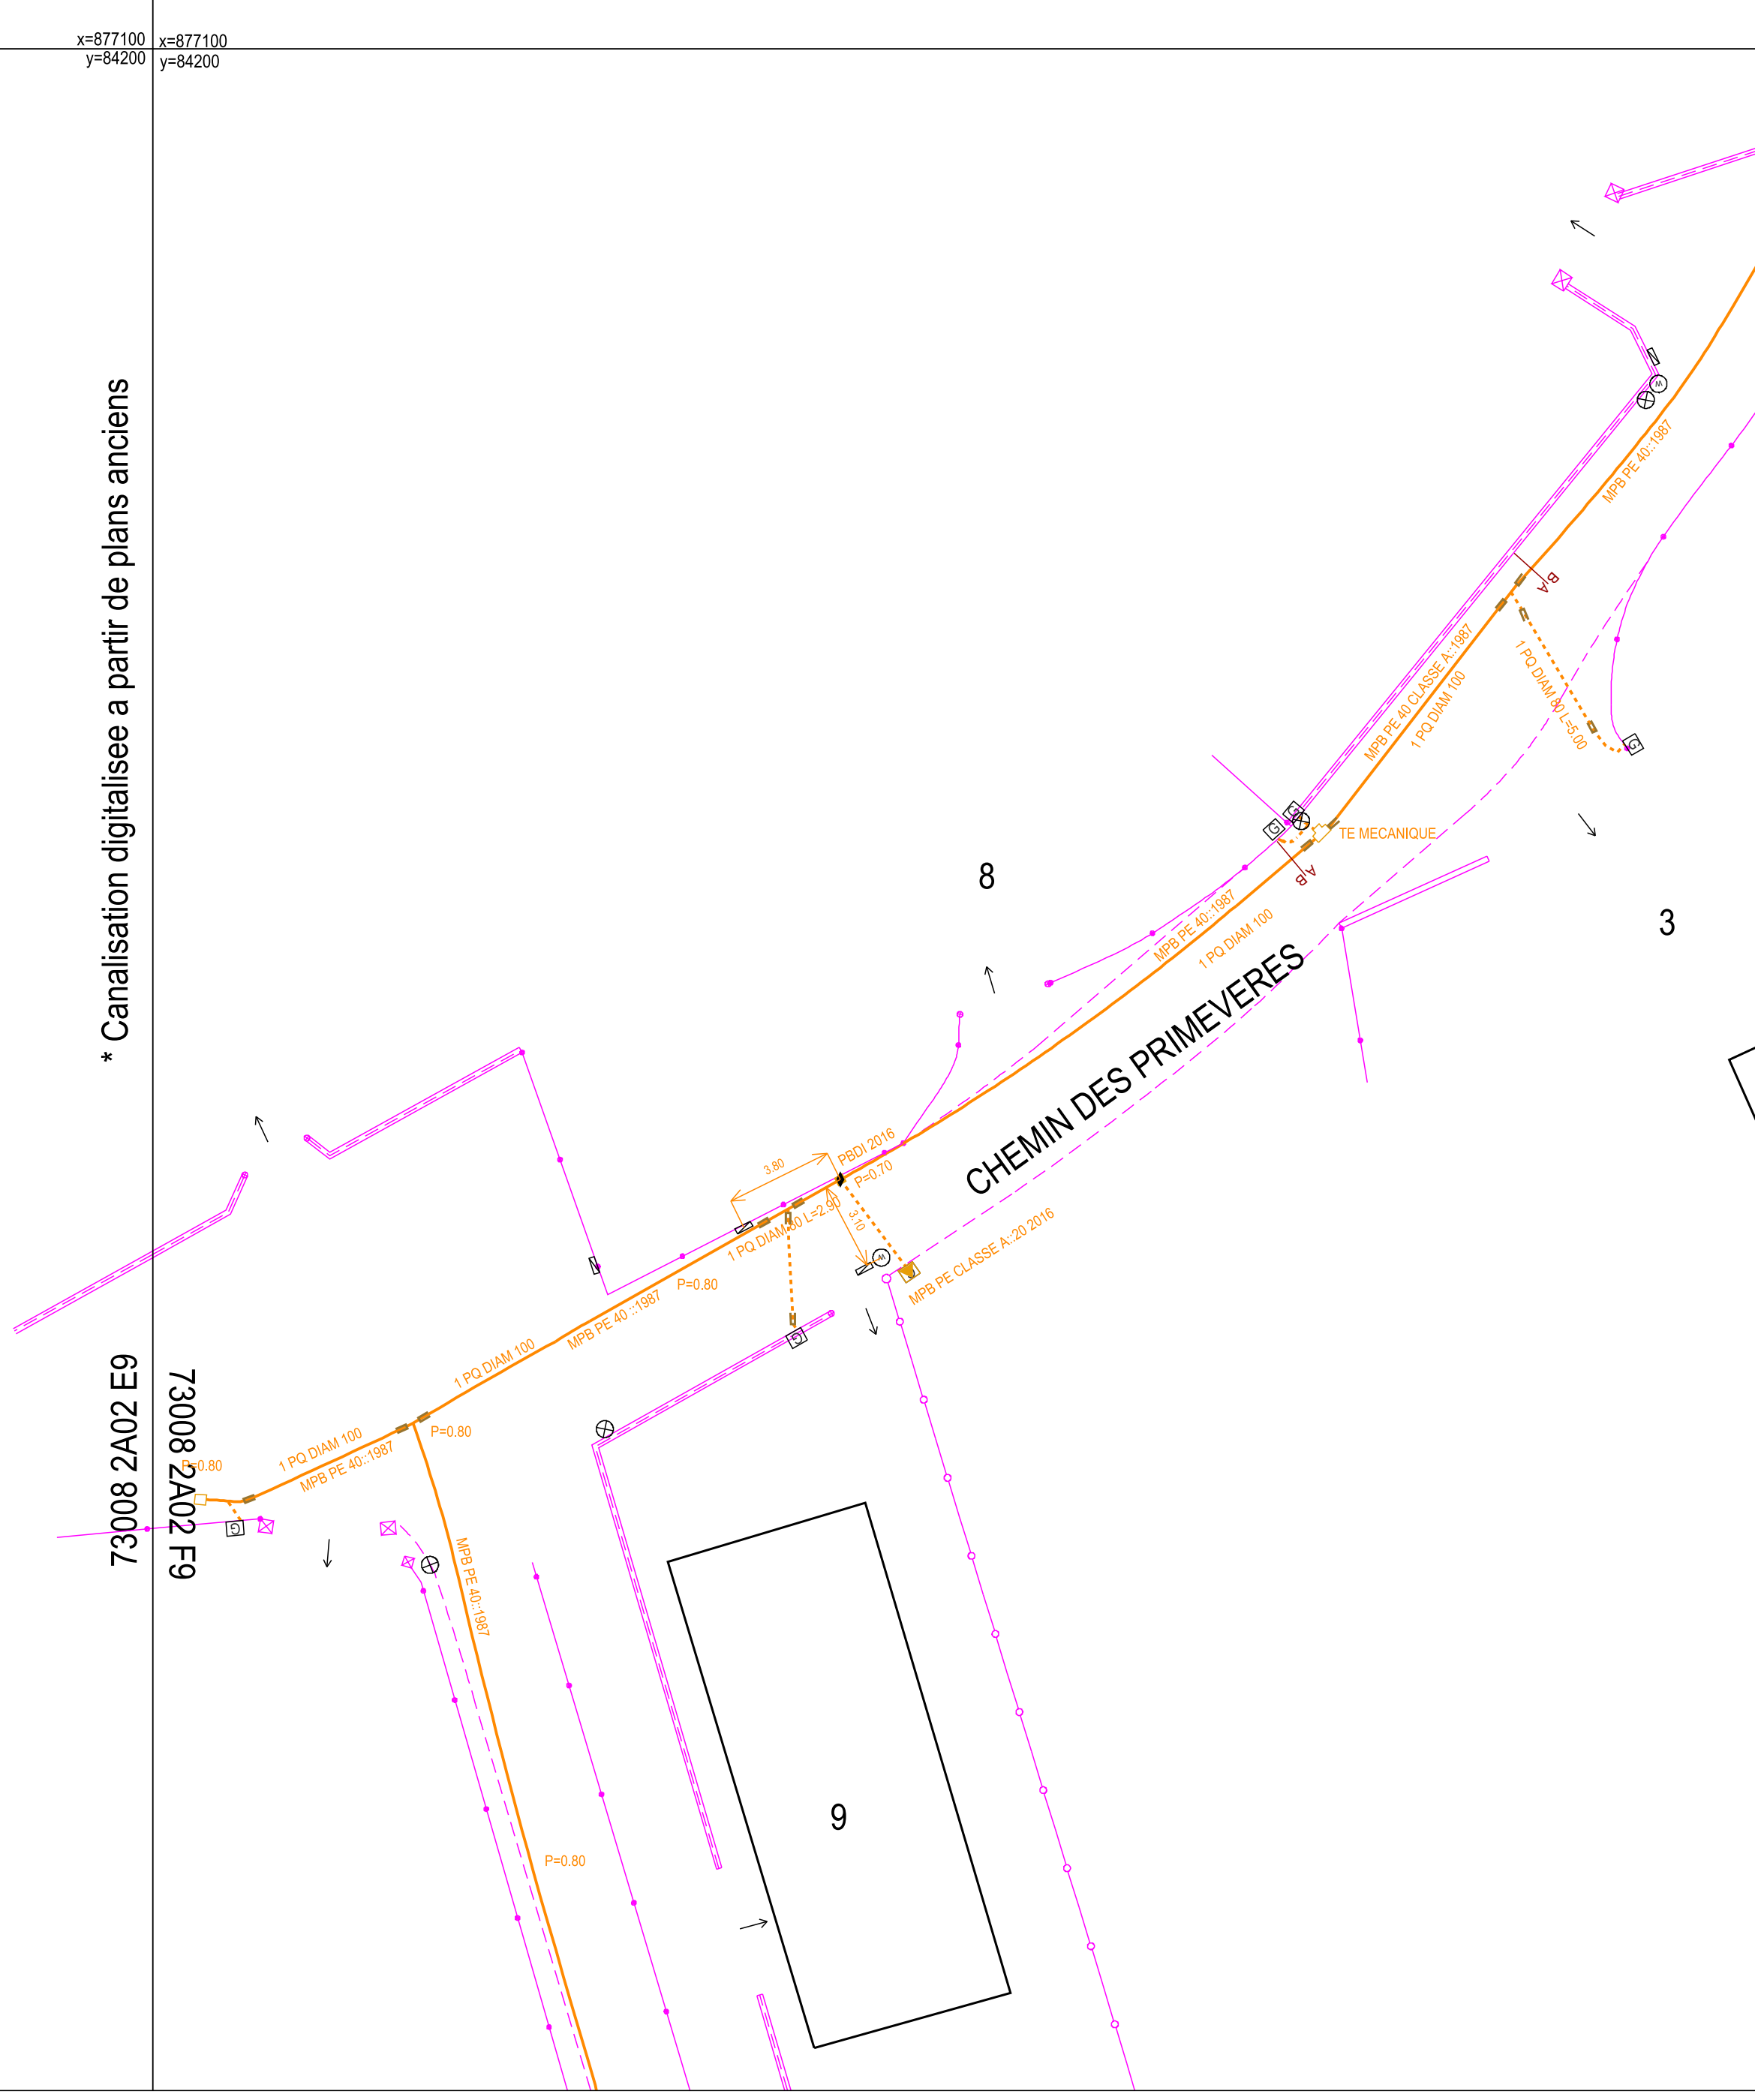 x=877100
x=877100
y=84200
y=84200
* Canalisation digitalisee a partir de plans anciens
MPB PE 40::1987
B A
MPB PE 40 CLASSE A::1987
1 PQ DIAM 100
1 PQ DIAM 80 L=5.00
G
G
G
TE MECANIQUE
A B
8
3
MPB PE 40::1987
1 PQ DIAM 100
CHEMIN DES PRIMEVERES
PBDI 2016
P=0.70
3.80
1 PQ DIAM 80 L=2.90
3.10
W
W
MPB PE CLASSE A::20 2016
P=0.80
MPB PE 40 ::1987
1 PQ DIAM 100
G
P=0.80
1 PQ DIAM 100
MPB PE 40::1987
P=0.80
G
73008 2A02 E9
73008 2A02 F9
MPB PE 40::1987
P=0.80
9